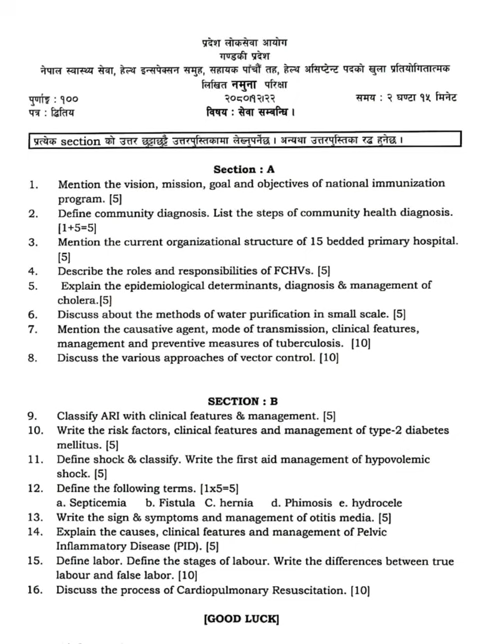 प्रदेश लोकसेवा आयोग
गण्डकी प्रदेश
नेपाल स्वास्थ्य सेवा, हेल्थ इन्सपेक्सन समुह, सहायक पाँचौं तह, हेल्थ असिष्टेन्ट पदको खुला प्रतियोगितात्मक
लिखित नमुना परिक्षा
पुर्णाङ्क : १००
२०८०।१२।२२
समय : २ घण्टा १५ मिनेट
पत्र : द्वितिय
विषय : सेवा सम्बन्धि ।
प्रत्येक section को उत्तर छुट्टाछुट्टै उत्तरपुस्तिकामा लेख्नुपर्नेछ । अन्यथा उत्तरपुस्तिका रद्ध हुनेछ ।
Section : A
1. Mention the vision, mission, goal and objectives of national immunization
program. [5]
2. Define community diagnosis. List the steps of community health diagnosis.
[1+5=5]
3. Mention the current organizational structure of 15 bedded primary hospital.
[5]
4. Describe the roles and responsibilities of FCHVs. [5]
5. Explain the epidemiological determinants, diagnosis & management of
cholera.[5]
6. Discuss about the methods of water purification in small scale. [5]
7. Mention the causative agent, mode of transmission, clinical features,
management and preventive measures of tuberculosis. [10]
8. Discuss the various approaches of vector control. [10]
SECTION : B
9. Classify ARI with clinical features & management. [5]
10. Write the risk factors, clinical features and management of type-2 diabetes
mellitus. [5]
11. Define shock & classify. Write the first aid management of hypovolemic
shock. [5]
12. Define the following terms. [1x5=5]
a. Septicemia b. Fistula C. hernia d. Phimosis e. hydrocele
13. Write the sign & symptoms and management of otitis media. [5]
14. Explain the causes, clinical features and management of Pelvic
Inflammatory Disease (PID). [5]
15. Define labor. Define the stages of labour. Write the differences between true
labour and false labor. [10]
16. Discuss the process of Cardiopulmonary Resuscitation. [10]
[GOOD LUCK]